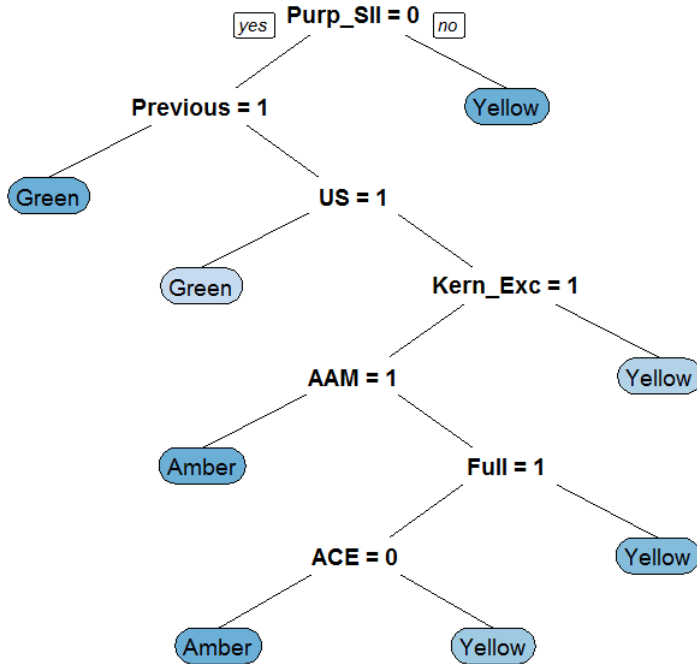 yes Purp_SII = 0 no
Previous = 1 Yellow
Green US = 1
Green Kern_Exc = 1
AAM = 1 Yellow
Amber Full = 1
ACE = 0 Yellow
Amber Yellow